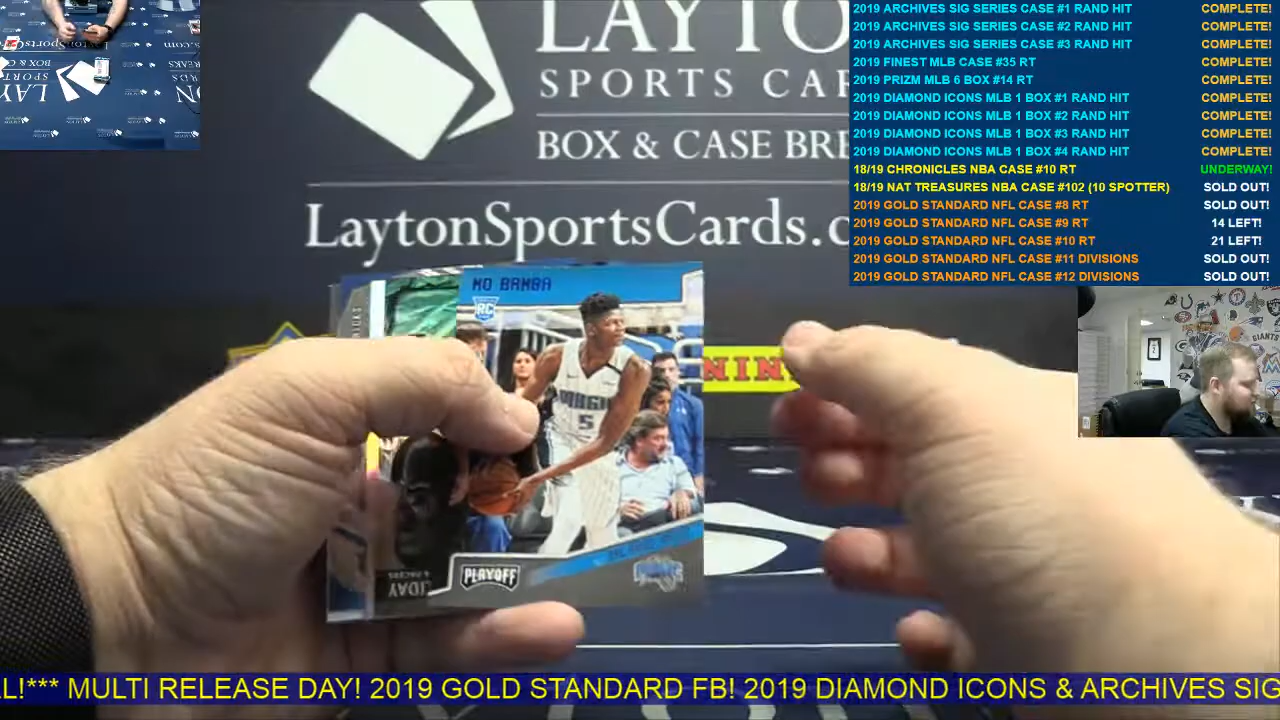 LAYTO
SPORTS CAR
BOX & CASE BRE
LaytonSportsCards.c
2019 ARCHIVES SIG SERIES CASE #1 RAND HIT COMPLETE!
2019 ARCHIVES SIG SERIES CASE #2 RAND HIT COMPLETE!
2019 ARCHIVES SIG SERIES CASE #3 RAND HIT COMPLETE!
2019 FINEST MLB CASE #35 RT COMPLETE!
2019 PRIZM MLB 6 BOX #14 RT COMPLETE!
2019 DIAMOND ICONS MLB 1 BOX #1 RAND HIT COMPLETE!
2019 DIAMOND ICONS MLB 1 BOX #2 RAND HIT COMPLETE!
2019 DIAMOND ICONS MLB 1 BOX #3 RAND HIT COMPLETE!
2019 DIAMOND ICONS MLB 1 BOX #4 RAND HIT COMPLETE!
18/19 CHRONICLES NBA CASE #10 RT UNDERWAY!
18/19 NAT TREASURES NBA CASE #102 (10 SPOTTER) SOLD OUT!
2019 GOLD STANDARD NFL CASE #8 RT SOLD OUT!
2019 GOLD STANDARD NFL CASE #9 RT 14 LEFT!
2019 GOLD STANDARD NFL CASE #10 RT 21 LEFT!
2019 GOLD STANDARD NFL CASE #11 DIVISIONS SOLD OUT!
2019 GOLD STANDARD NFL CASE #12 DIVISIONS SOLD OUT!
MO BAMBA
RC
MAGIC
5
PLAYOFF
IDAY
NIN
GIANTS
LL!*** MULTI RELEASE DAY! 2019 GOLD STANDARD FB! 2019 DIAMOND ICONS & ARCHIVES SIG